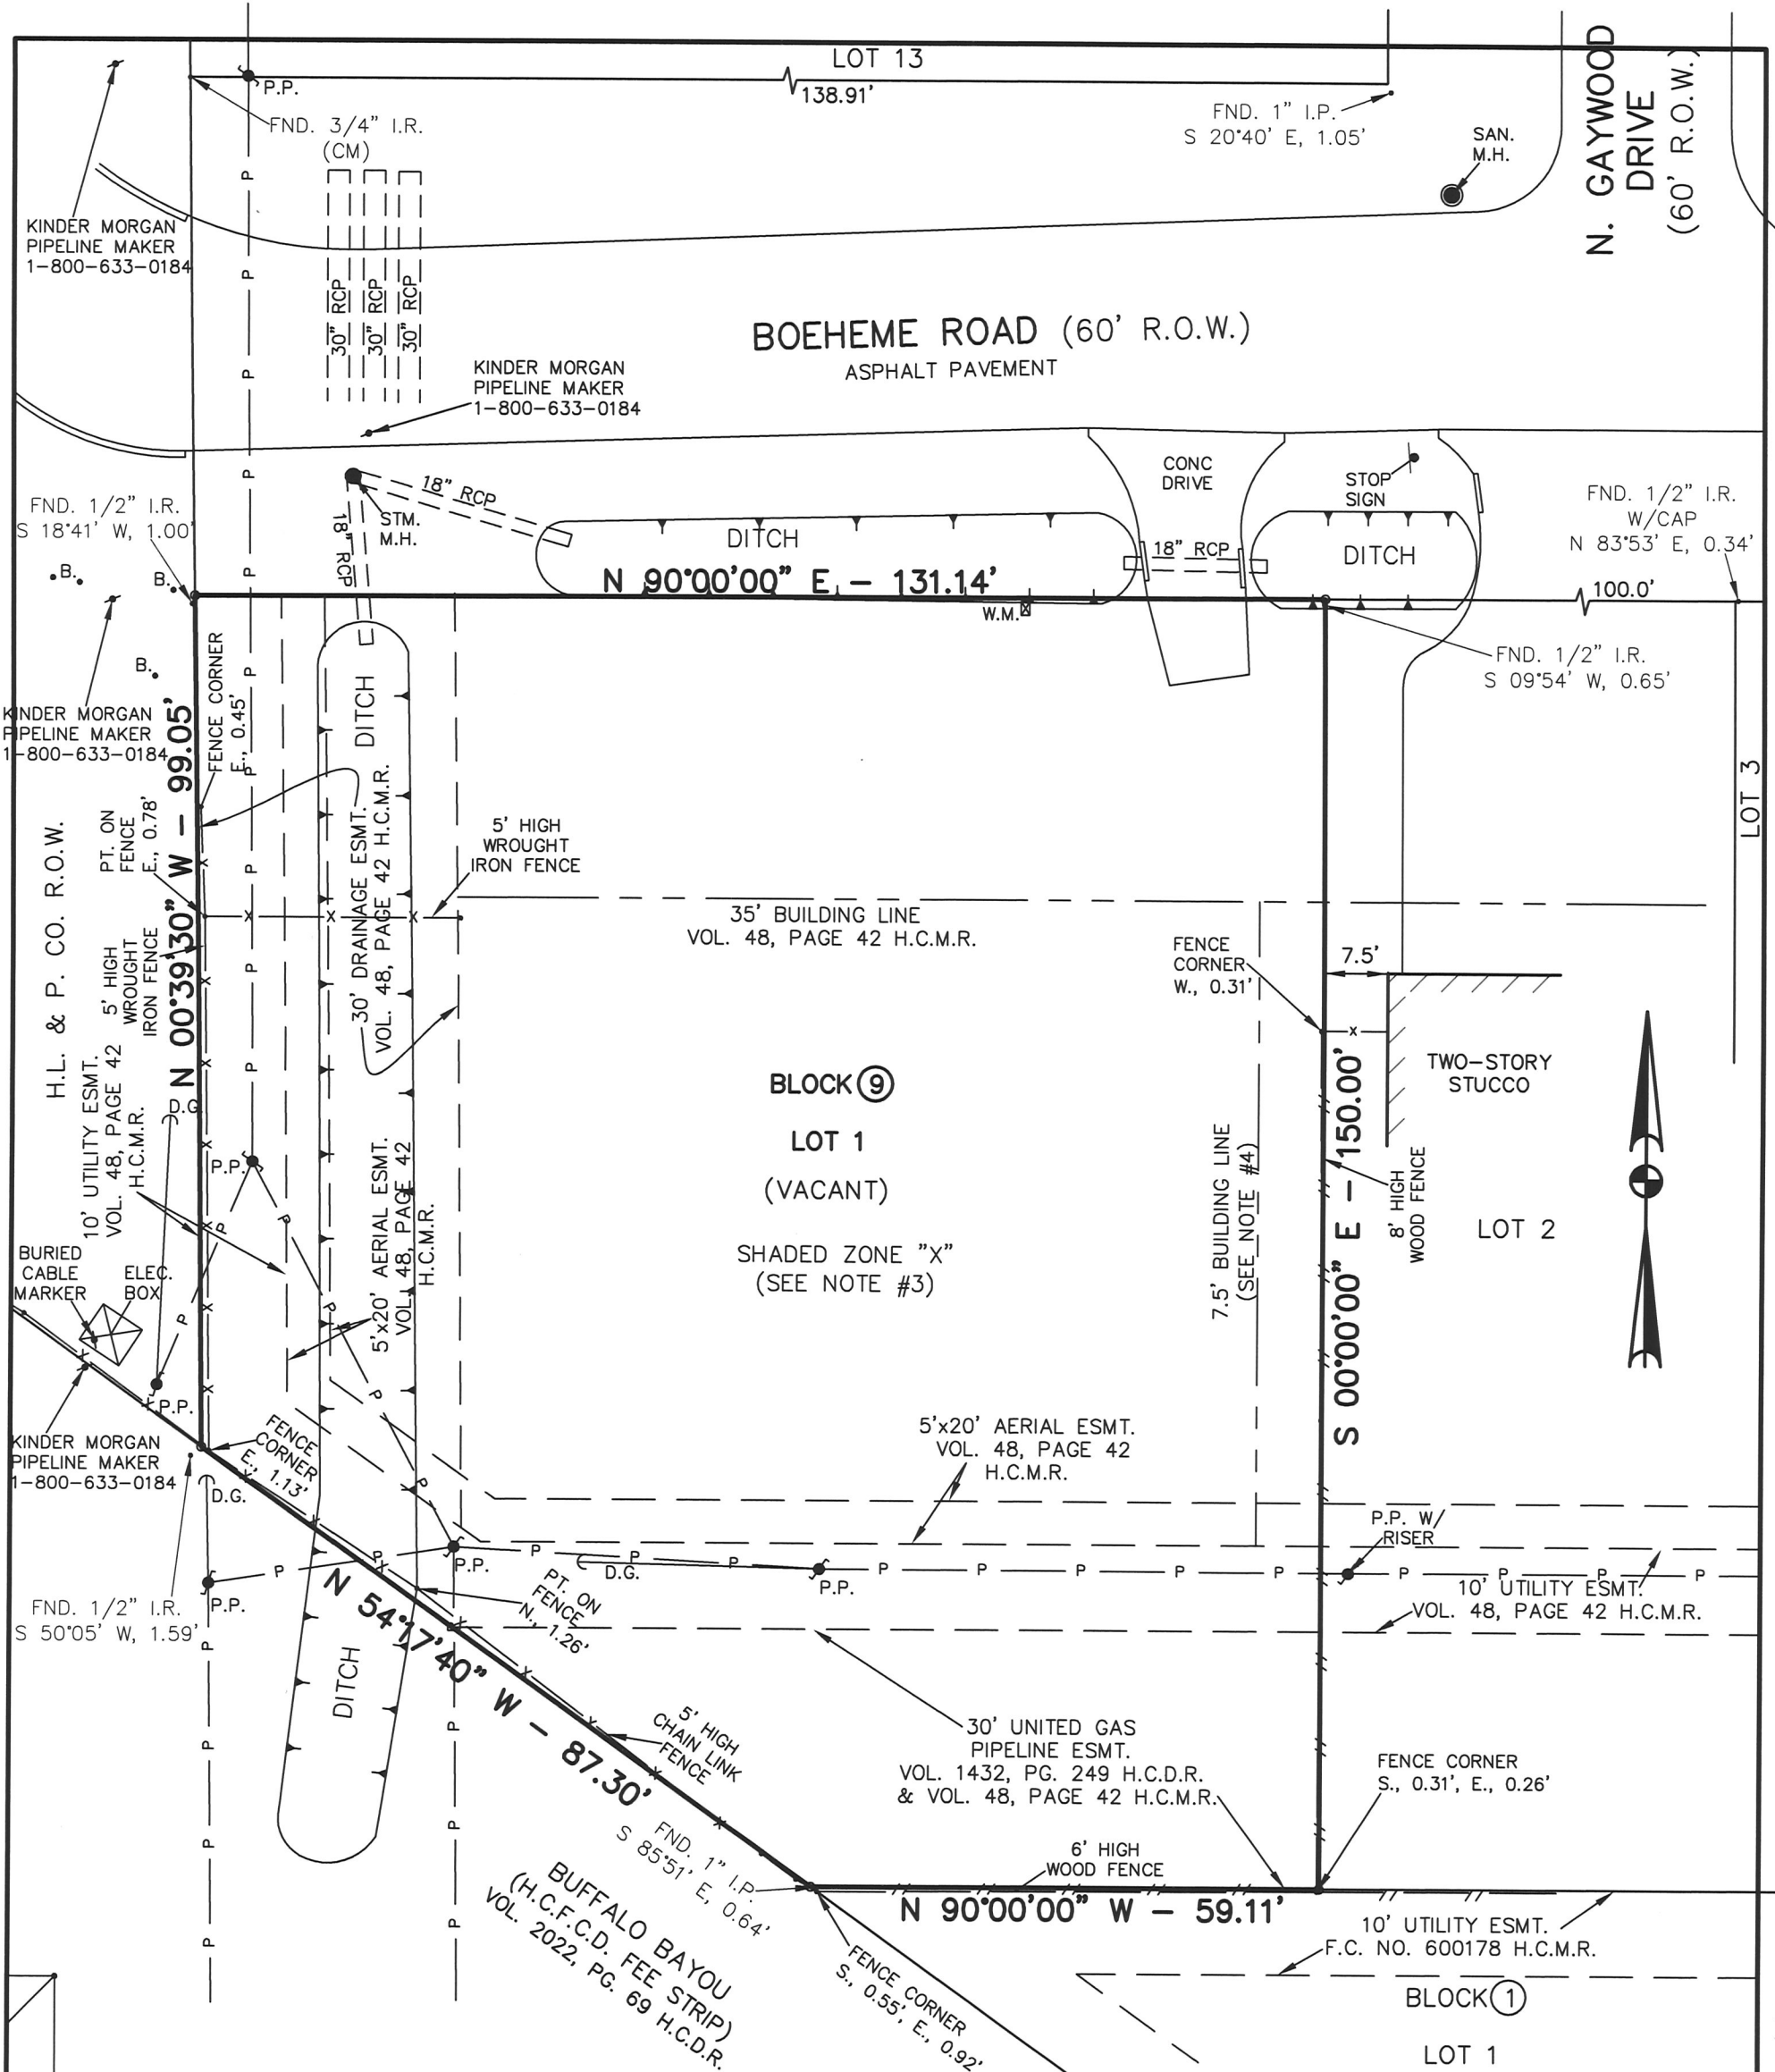 LOT 13
138.91'
P.P.
FND. 3/4" I.R.
(CM)
FND. 1" I.P.
S 20°40' E, 1.05'
SAN.
M.H.
N. GAYWOOD
DRIVE
(60' R.O.W.)
KINDER MORGAN
PIPELINE MAKER
1-800-633-0184
30" RCP
30" RCP
30" RCP
BOEHEME ROAD (60' R.O.W.)
ASPHALT PAVEMENT
KINDER MORGAN
PIPELINE MAKER
1-800-633-0184
FND. 1/2" I.R.
S 18°41' W, 1.00'
18" RCP
STM.
M.H.
18" RCP
DITCH
CONC
DRIVE
18" RCP
STOP
SIGN
DITCH
FND. 1/2" I.R.
W/CAP
N 83°53' E, 0.34'
B.
B.
B.
N 90°00'00" E - 131.14'
W.M.
100.0'
FND. 1/2" I.R.
S 09°54' W, 0.65'
KINDER MORGAN
PIPELINE MAKER
1-800-633-0184
FENCE CORNER
E., 0.45'
DITCH
N 00°39'30" W - 99.05'
PT. ON
FENCE
E., 0.78'
H.L. & P. CO. R.O.W.
5' HIGH
WROUGHT
IRON FENCE
30' DRAINAGE ESMT.
VOL. 48, PAGE 42 H.C.M.R.
5' HIGH
WROUGHT
IRON FENCE
LOT 3
35' BUILDING LINE
VOL. 48, PAGE 42 H.C.M.R.
FENCE
CORNER
W., 0.31'
7.5'
TWO-STORY
STUCCO
BLOCK 9
LOT 1
(VACANT)
SHADED ZONE "X"
(SEE NOTE #3)
7.5' BUILDING LINE
(SEE NOTE #4)
S 00°00'00" E - 150.00'
8' HIGH
WOOD FENCE
LOT 2
10' UTILITY ESMT.
VOL. 48, PAGE 42
H.C.M.R.
D.G.
P.P.
5'x20' AERIAL ESMT.
VOL. 48, PAGE 42
H.C.M.R.
BURIED
CABLE
MARKER
ELEC.
BOX
P.P.
KINDER MORGAN
PIPELINE MAKER
1-800-633-0184
FENCE
CORNER
E., 1.13'
D.G.
5'x20' AERIAL ESMT.
VOL. 48, PAGE 42
H.C.M.R.
P.P. W/
RISER
P.P.
D.G.
P.P.
P.P.
10' UTILITY ESMT.
VOL. 48, PAGE 42 H.C.M.R.
FND. 1/2" I.R.
S 50°05' W, 1.59'
PT. ON
FENCE
N., 1.26'
N 54°17'40" W - 87.30'
DITCH
5' HIGH
CHAIN LINK
FENCE
30' UNITED GAS
PIPELINE ESMT.
VOL. 1432, PG. 249 H.C.D.R.
& VOL. 48, PAGE 42 H.C.M.R.
FENCE CORNER
S., 0.31', E., 0.26'
FND. 1" I.P.
S 85°51' E, 0.64'
6' HIGH
WOOD FENCE
N 90°00'00" W - 59.11'
BUFFALO BAYOU
(H.C.F.C.D. FEE STRIP)
VOL. 2022, PG. 69 H.C.D.R.
FENCE CORNER
S., 0.55', E., 0.92'
10' UTILITY ESMT.
F.C. NO. 600178 H.C.M.R.
BLOCK 1
LOT 1